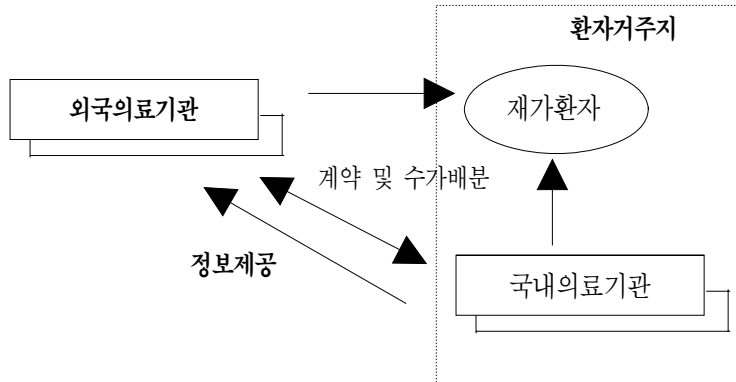 환자거주지
외국의료기관
재가환자
계약 및 수가배분
정보제공
국내의료기관